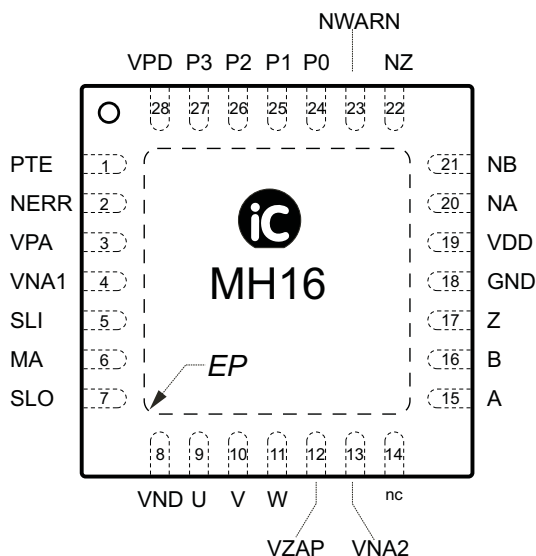 NWARN
VPD P3 P2 P1 P0 NZ
28 27 26 25 24 23 22
PTE 1 21 NB
NERR 2 20 NA
VPA 3 iC 19 VDD
VNA1 4 MH16 18 GND
SLI 5 17 Z
MA 6 EP 16 B
SLO 7 15 A
8 9 10 11 12 13 14
VND U V W nc
VZAP VNA2